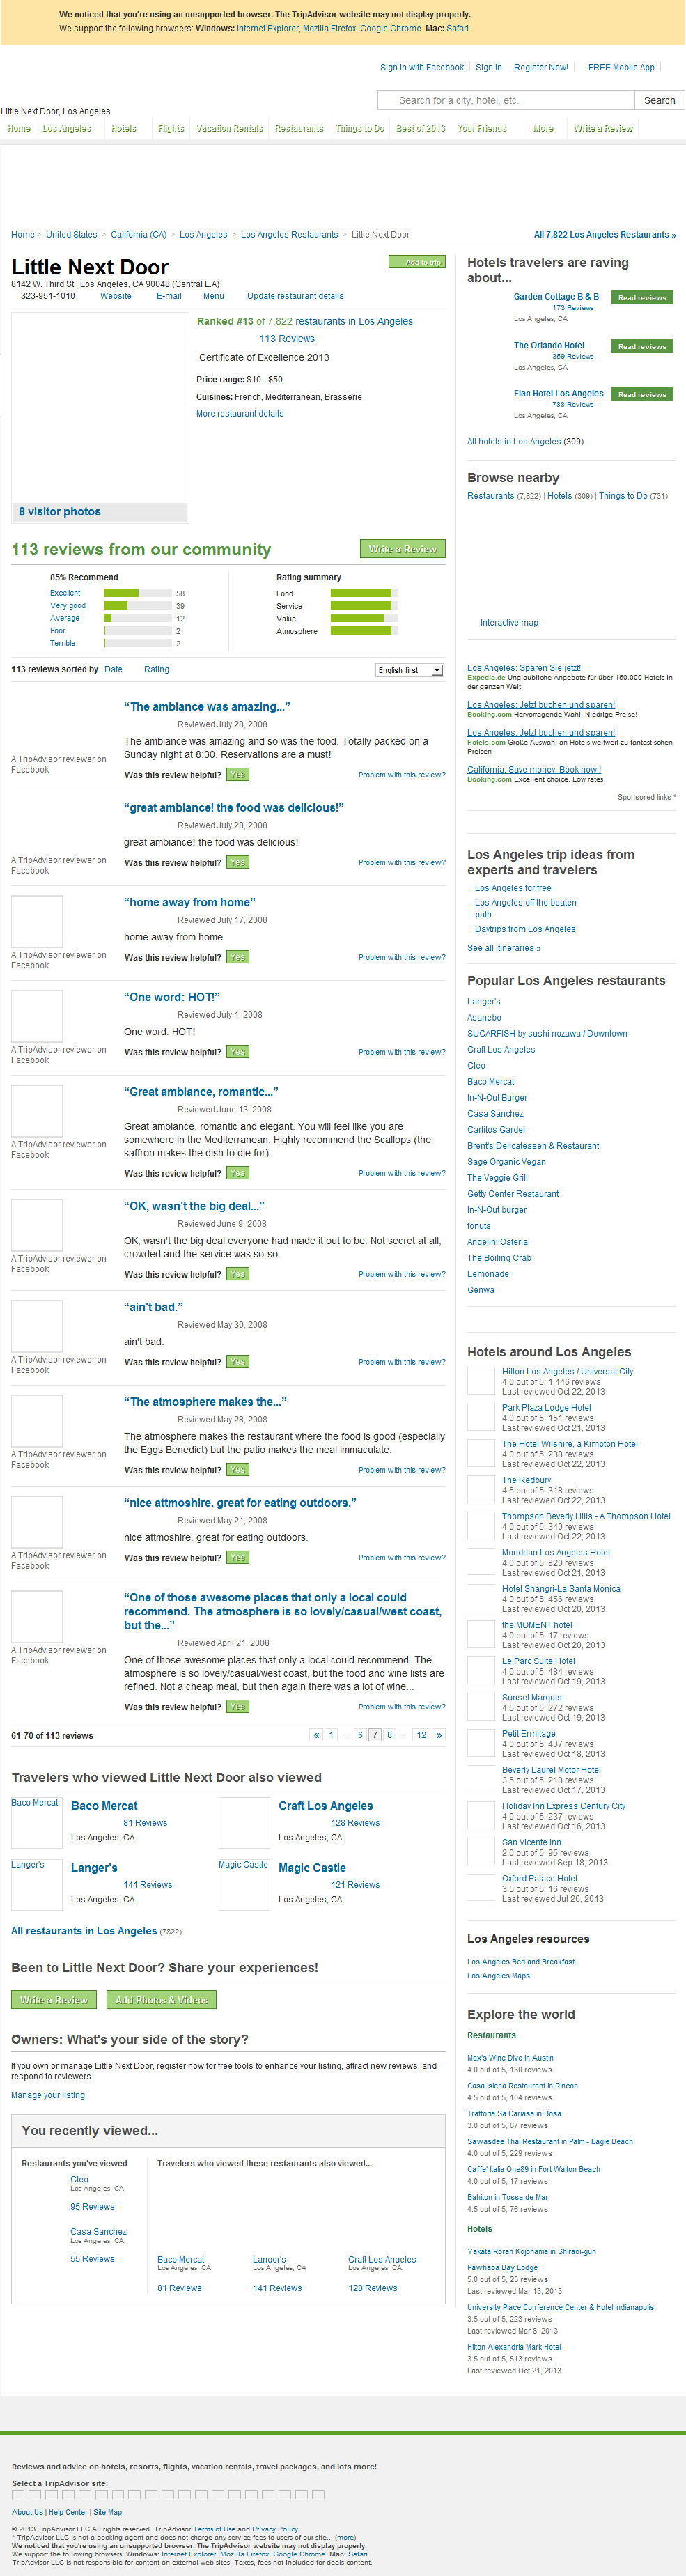 We noticed that you're using an unsupported browser. The TripAdvisor website may not display properly.
We support the following browsers: Windows: Internet Explorer, Mozilla Firefox, Google Chrome. Mac: Safari.
Sign in with Facebook Sign in Register Now! FREE Mobile App
Search for a city, hotel, etc. Search
Little Next Door, Los Angeles
Home Los Angeles Hotels Flights Vacation Rentals Restaurants Things to Do Best of 2013 Your Friends More Write a Review
Home > United States > California (CA) > Los Angeles > Los Angeles Restaurants > Little Next Door
All 7,822 Los Angeles Restaurants »
Little Next Door
Add to trip
8142 W. Third St., Los Angeles, CA 90048 (Central L.A)
323-951-1010 Website E-mail Menu Update restaurant details
Ranked #13 of 7,822 restaurants in Los Angeles
113 Reviews
Certificate of Excellence 2013
Price range: $10 - $50
Cuisines: French, Mediterranean, Brasserie
More restaurant details
8 visitor photos
113 reviews from our community
Write a Review
85% Recommend
Excellent 58
Very good 39
Average 12
Poor 2
Terrible 2
Rating summary
Food
Service
Value
Atmosphere
113 reviews sorted by Date Rating English first
“The ambiance was amazing...”
Reviewed July 28, 2008
The ambiance was amazing and so was the food. Totally packed on a
Sunday night at 8:30. Reservations are a must!
A TripAdvisor reviewer on
Facebook
Was this review helpful? Yes Problem with this review?
“great ambiance! the food was delicious!”
Reviewed July 28, 2008
great ambiance! the food was delicious!
A TripAdvisor reviewer on
Facebook
Was this review helpful? Yes Problem with this review?
“home away from home”
Reviewed July 17, 2008
home away from home
A TripAdvisor reviewer on
Facebook
Was this review helpful? Yes Problem with this review?
“One word: HOT!”
Reviewed July 1, 2008
One word: HOT!
A TripAdvisor reviewer on
Facebook
Was this review helpful? Yes Problem with this review?
“Great ambiance, romantic...”
Reviewed June 13, 2008
Great ambiance, romantic and elegant. You will feel like you are
somewhere in the Mediterranean. Highly recommend the Scallops (the
saffron makes the dish to die for).
A TripAdvisor reviewer on
Facebook
Was this review helpful? Yes Problem with this review?
“OK, wasn't the big deal...”
Reviewed June 9, 2008
OK, wasn't the big deal everyone had made it out to be. Not secret at all,
crowded and the service was so-so.
A TripAdvisor reviewer on
Facebook
Was this review helpful? Yes Problem with this review?
“ain't bad.”
Reviewed May 30, 2008
ain't bad.
A TripAdvisor reviewer on
Facebook
Was this review helpful? Yes Problem with this review?
“The atmosphere makes the...”
Reviewed May 28, 2008
The atmosphere makes the restaurant where the food is good (especially
the Eggs Benedict) but the patio makes the meal immaculate.
A TripAdvisor reviewer on
Facebook
Was this review helpful? Yes Problem with this review?
“nice attmoshire. great for eating outdoors.”
Reviewed May 21, 2008
nice attmoshire. great for eating outdoors.
A TripAdvisor reviewer on
Facebook
Was this review helpful? Yes Problem with this review?
“One of those awesome places that only a local could
recommend. The atmosphere is so lovely/casual/west coast,
but the...”
Reviewed April 21, 2008
One of those awesome places that only a local could recommend. The
atmosphere is so lovely/casual/west coast, but the food and wine lists are
refined. Not a cheap meal, but then again there was a lot of wine...
A TripAdvisor reviewer on
Facebook
Was this review helpful? Yes Problem with this review?
61-70 of 113 reviews « 1 ... 6 7 8 ... 12 »
Travelers who viewed Little Next Door also viewed
Baco Mercat
Baco Mercat
81 Reviews
Los Angeles, CA
Craft Los Angeles
128 Reviews
Los Angeles, CA
Langer's
Langer's
141 Reviews
Los Angeles, CA
Magic Castle
Magic Castle
121 Reviews
Los Angeles, CA
All restaurants in Los Angeles (7822)
Been to Little Next Door? Share your experiences!
Write a Review Add Photos & Videos
Owners: What's your side of the story?
If you own or manage Little Next Door, register now for free tools to enhance your listing, attract new reviews, and
respond to reviewers.
Manage your listing
You recently viewed...
Restaurants you've viewed
Cleo
Los Angeles, CA
95 Reviews
Casa Sanchez
Los Angeles, CA
55 Reviews
Travelers who viewed these restaurants also viewed...
Baco Mercat Langer's Craft Los Angeles
Los Angeles, CA Los Angeles, CA Los Angeles, CA
81 Reviews 141 Reviews 128 Reviews
Hotels travelers are raving
about...
Garden Cottage B & B Read reviews
173 Reviews
Los Angeles, CA
The Orlando Hotel Read reviews
369 Reviews
Los Angeles, CA
Elan Hotel Los Angeles Read reviews
788 Reviews
Los Angeles, CA
All hotels in Los Angeles (309)
Browse nearby
Restaurants (7,822) | Hotels (309) | Things to Do (731)
Interactive map
Los Angeles: Sparen Sie jetzt!
Expedia.de Unglaubliche Angebote für über 150.000 Hotels in
der ganzen Welt.
Los Angeles: Jetzt buchen und sparen!
Booking.com Hervorragende Wahl. Niedrige Preise!
Los Angeles: Jetzt buchen und sparen!
Hotels.com Große Auswahl an Hotels weltweit zu fantastischen
Preisen
California: Save money, Book now !
Booking.com Excellent choice, Low rates
Sponsored links *
Los Angeles trip ideas from
experts and travelers
Los Angeles for free
Los Angeles off the beaten
path
Daytrips from Los Angeles
See all itineraries »
Popular Los Angeles restaurants
Langer's
Asanebo
SUGARFISH by sushi nozawa / Downtown
Craft Los Angeles
Cleo
Baco Mercat
In-N-Out Burger
Casa Sanchez
Carlitos Gardel
Brent's Delicatessen & Restaurant
Sage Organic Vegan
The Veggie Grill
Getty Center Restaurant
In-N-Out burger
fonuts
Angelini Osteria
The Boiling Crab
Lemonade
Genwa
Hotels around Los Angeles
Hilton Los Angeles / Universal City
4.0 out of 5, 1,446 reviews
Last reviewed Oct 22, 2013
Park Plaza Lodge Hotel
4.0 out of 5, 151 reviews
Last reviewed Oct 21, 2013
The Hotel Wilshire, a Kimpton Hotel
4.0 out of 5, 238 reviews
Last reviewed Oct 22, 2013
The Redbury
4.5 out of 5, 318 reviews
Last reviewed Oct 22, 2013
Thompson Beverly Hills - A Thompson Hotel
4.0 out of 5, 340 reviews
Last reviewed Oct 22, 2013
Mondrian Los Angeles Hotel
4.0 out of 5, 820 reviews
Last reviewed Oct 21, 2013
Hotel Shangri-La Santa Monica
4.0 out of 5, 456 reviews
Last reviewed Oct 20, 2013
the MOMENT hotel
4.0 out of 5, 17 reviews
Last reviewed Oct 20, 2013
Le Parc Suite Hotel
4.0 out of 5, 484 reviews
Last reviewed Oct 19, 2013
Sunset Marquis
4.5 out of 5, 272 reviews
Last reviewed Oct 19, 2013
Petit Ermitage
4.0 out of 5, 437 reviews
Last reviewed Oct 18, 2013
Beverly Laurel Motor Hotel
3.5 out of 5, 218 reviews
Last reviewed Oct 17, 2013
Holiday Inn Express Century City
4.0 out of 5, 237 reviews
Last reviewed Oct 16, 2013
San Vicente Inn
2.0 out of 5, 95 reviews
Last reviewed Sep 18, 2013
Oxford Palace Hotel
3.5 out of 5, 16 reviews
Last reviewed Jul 26, 2013
Los Angeles resources
Los Angeles Bed and Breakfast
Los Angeles Maps
Explore the world
Restaurants
Max's Wine Dive in Austin
4.0 out of 5, 130 reviews
Casa Islena Restaurant in Rincon
4.5 out of 5, 104 reviews
Trattoria Sa Cariasa in Bosa
3.0 out of 5, 67 reviews
Sawasdee Thai Restaurant in Palm - Eagle Beach
4.0 out of 5, 229 reviews
Caffe' Italia One89 in Fort Walton Beach
4.0 out of 5, 17 reviews
Bahiton in Tossa de Mar
4.5 out of 5, 76 reviews
Hotels
Yakata Roran Kojohama in Shiraoi-gun
Pawhaoa Bay Lodge
5.0 out of 5, 25 reviews
Last reviewed Mar 13, 2013
University Place Conference Center & Hotel Indianapolis
3.5 out of 5, 223 reviews
Last reviewed Mar 8, 2013
Hilton Alexandria Mark Hotel
3.5 out of 5, 513 reviews
Last reviewed Oct 21, 2013
Reviews and advice on hotels, resorts, flights, vacation rentals, travel packages, and lots more!
Select a TripAdvisor site:
About Us | Help Center | Site Map
© 2013 TripAdvisor LLC All rights reserved. TripAdvisor Terms of Use and Privacy Policy.
* TripAdvisor LLC is not a booking agent and does not charge any service fees to users of our site... (more)
We noticed that you're using an unsupported browser. The TripAdvisor website may not display properly.
We support the following browsers: Windows: Internet Explorer, Mozilla Firefox, Google Chrome. Mac: Safari.
TripAdvisor LLC is not responsible for content on external web sites. Taxes, fees not included for deals content.